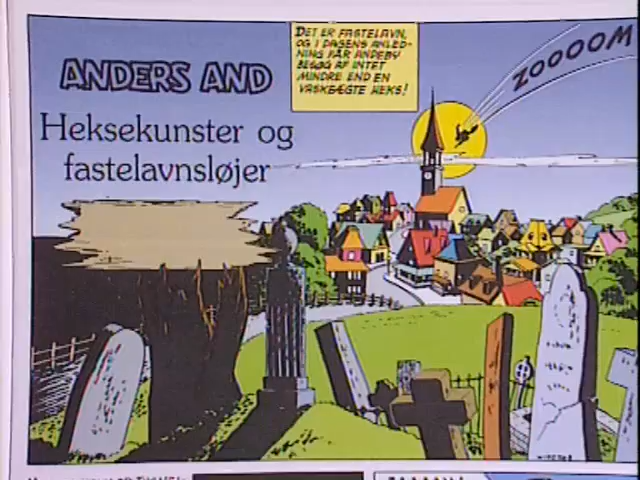 DET ER FASTELAVN,
OG I DAGENS ANLED-
NING FÅR ANDEBY
BESØG AF INTET
MINDRE END EN
VASKEÆGTE HEKS!
ZOOOOM
ANDERS AND
Heksekunster og
fastelavnsløjer